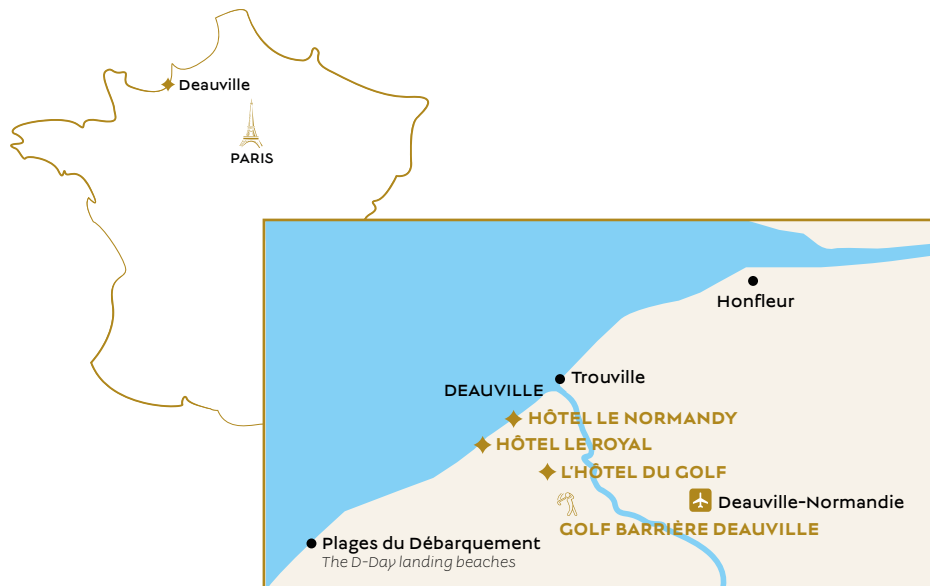 Deauville
PARIS
Honfleur
Trouville
DEAUVILLE
HÔTEL LE NORMANDY
HÔTEL LE ROYAL
L'HÔTEL DU GOLF
Deauville-Normandie
GOLF BARRIÈRE DEAUVILLE
Plages du Débarquement
The D-Day landing beaches